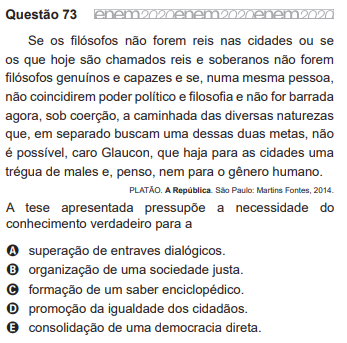 Questão 73 enem2020enem2020enem2020
Se os filósofos não forem reis nas cidades ou se
os que hoje são chamados reis e soberanos não forem
filósofos genuínos e capazes e se, numa mesma pessoa,
não coincidirem poder político e filosofia e não for barrada
agora, sob coerção, a caminhada das diversas naturezas
que, em separado buscam uma dessas duas metas, não
é possível, caro Glaucon, que haja para as cidades uma
trégua de males e, penso, nem para o gênero humano.
PLATÃO. A República. São Paulo: Martins Fontes, 2014.
A tese apresentada pressupõe a necessidade do
conhecimento verdadeiro para a
A superação de entraves dialógicos.
B organização de uma sociedade justa.
C formação de um saber enciclopédico.
D promoção da igualdade dos cidadãos.
E consolidação de uma democracia direta.